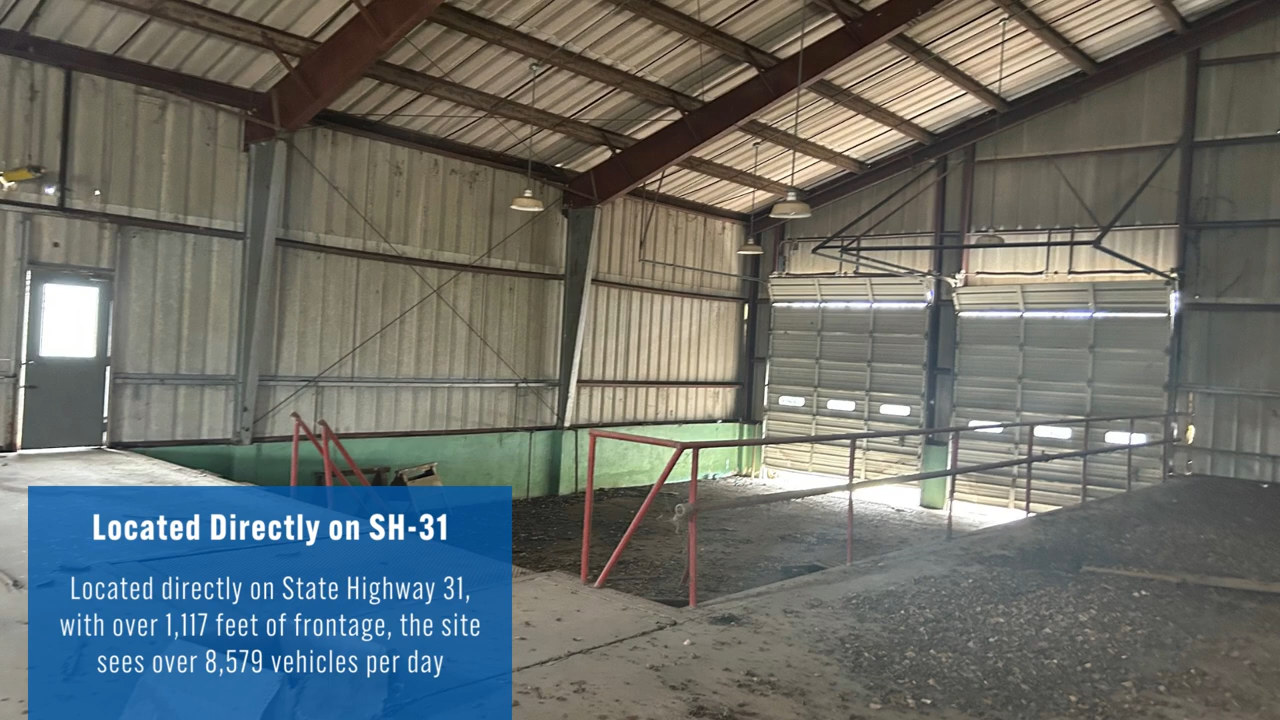 Located Directly on SH-31
Located directly on State Highway 31,
with over 1,117 feet of frontage, the site
sees over 8,579 vehicles per day